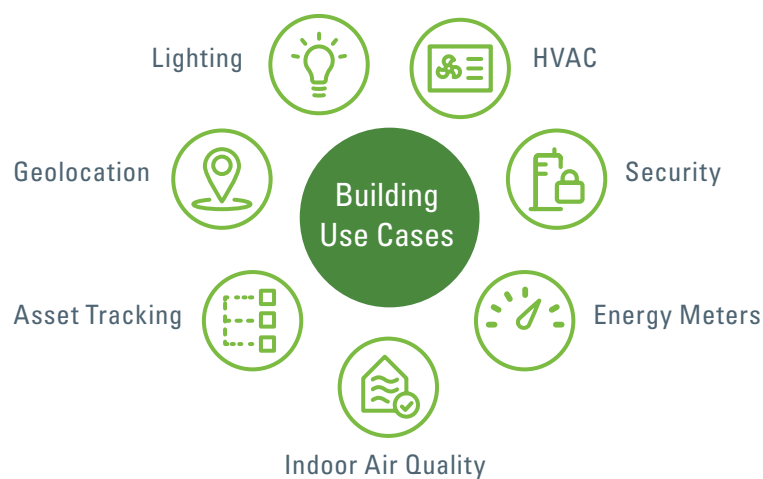 Lighting
HVAC
Geolocation
Building
Use Cases
Security
Asset Tracking
Energy Meters
Indoor Air Quality